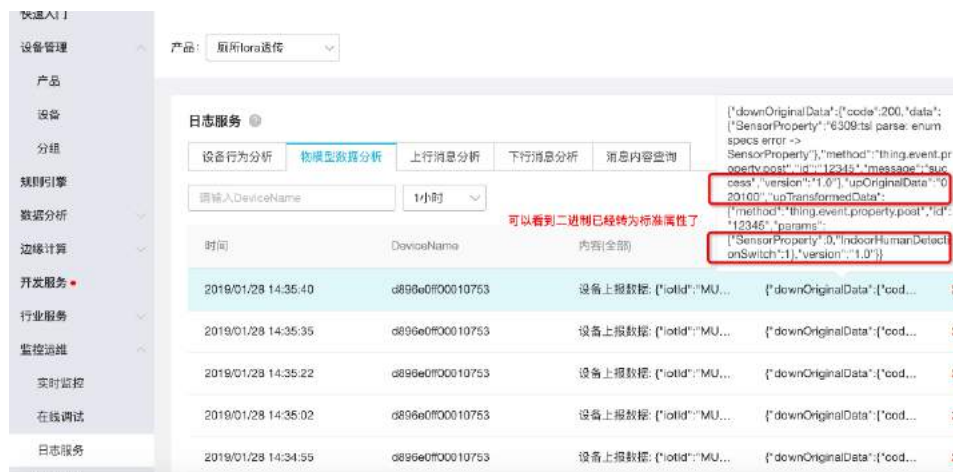 快速入门
设备管理
产品
设备
分组
规则引擎
数据分析
边缘计算
开发服务
行业服务
监控运维
实时监控
在线调试
日志服务
产品： 厕所lora透传
日志服务
设备行为分析 物模型数据分析 上行消息分析 下行消息分析 消息内容查询
请输入DeviceName 1小时
可以看到二进制已经转为标准属性了
{"downOriginalData":{"code":200,"data":
{"SensorProperty":"6309:tsl parse: enum
specs error ->
SensorProperty"},"method":"thing.event.pr
operty.post","id":"12345","message":"suc
cess","version":"1.0"},"upOriginalData":"0
20100","upTransformedData":
{"method":"thing.event.property.post","id":
"12345","params":
{"SensorProperty":0,"IndoorHumanDetecti
onSwitch":1},"version":"1.0"}}
时间 DeviceName 内容(全部)
2019/01/28 14:35:40 d896e0ff00010753 设备上报数据: {"iotId":"MU... {"downOriginalData":{"cod...
2019/01/28 14:35:35 d896e0ff00010753 设备上报数据: {"iotId":"MU... {"downOriginalData":{"cod...
2019/01/28 14:35:22 d896e0ff00010753 设备上报数据: {"iotId":"MU... {"downOriginalData":{"cod...
2019/01/28 14:35:02 d896e0ff00010753 设备上报数据: {"iotId":"MU... {"downOriginalData":{"cod...
2019/01/28 14:34:55 d896e0ff00010753 设备上报数据: {"iotId":"MU... {"downOriginalData":{"cod...